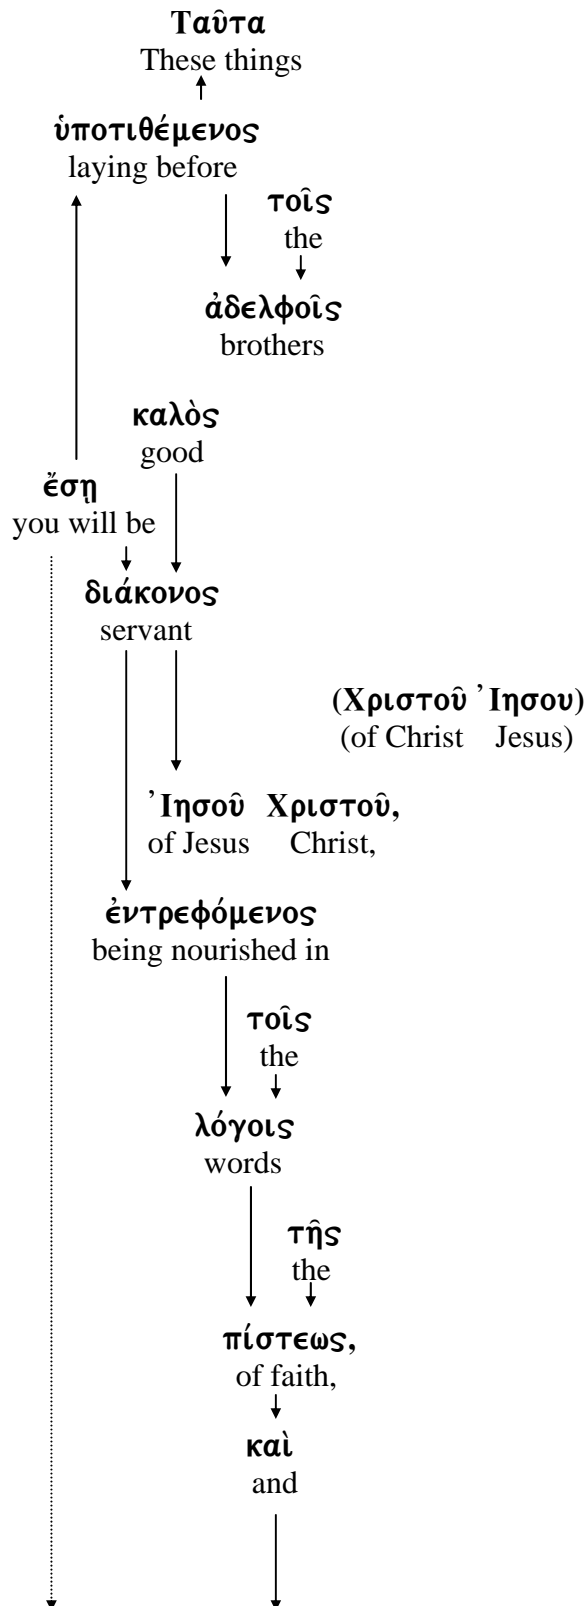 Ταῦτα
These things
ὑποτιθέμενος
laying before
τοῖς
the
ἀδελφοῖς
brothers
καλὸς
good
ἔσῃ
you will be
διάκονος
servant
(Χριστοῦ Ἰησου)
(of Christ Jesus)
Ἰησοῦ Χριστοῦ,
of Jesus Christ,
ἐντρεφόμενος
being nourished in
τοῖς
the
λόγοις
words
τῆς
the
πίστεως,
of faith,
καὶ
and